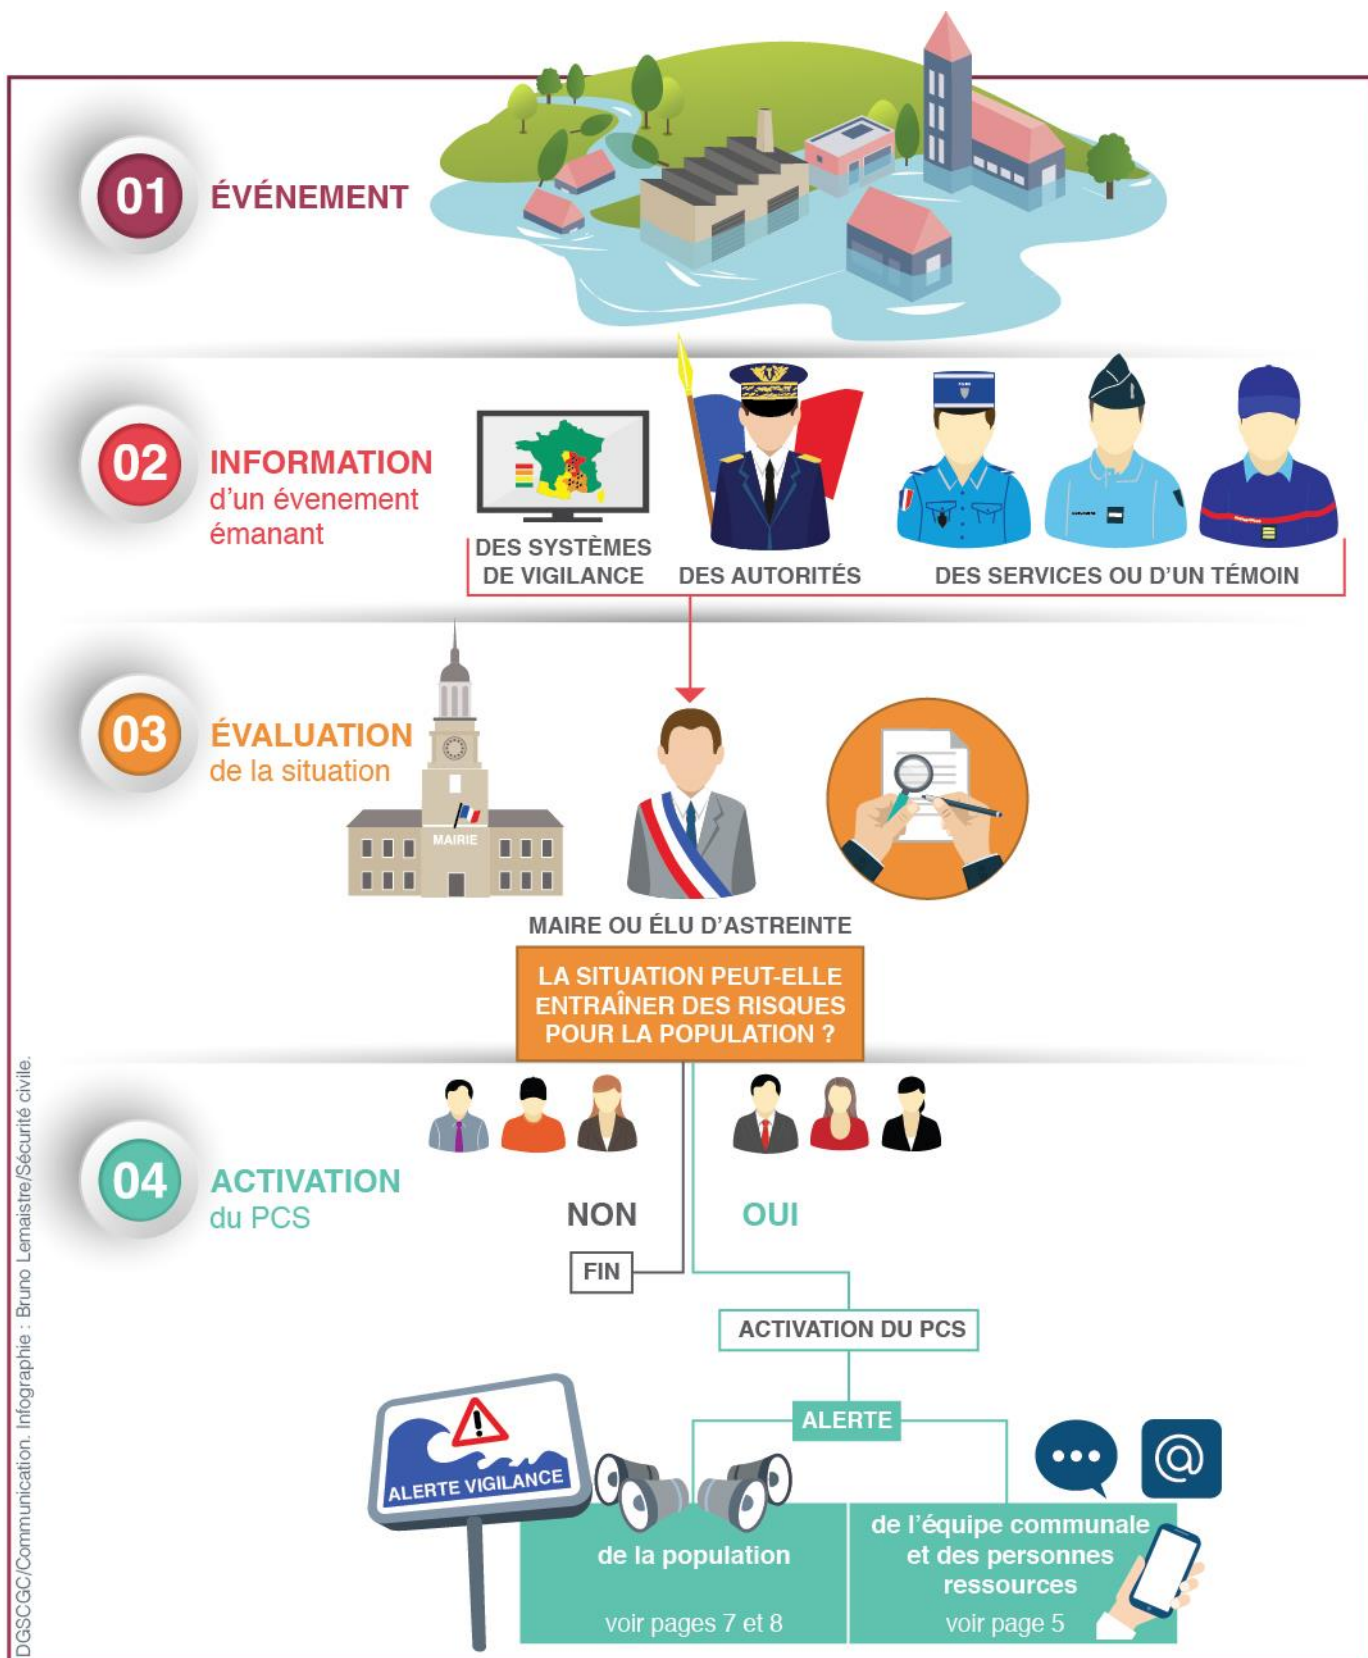 01
ÉVÉNEMENT
02
INFORMATION
d'un évenement
émanant
DES SYSTÈMES
DE VIGILANCE
DES AUTORITÉS
DES SERVICES OU D'UN TÉMOIN
03
ÉVALUATION
de la situation
MAIRIE
MAIRE OU ÉLU D'ASTREINTE
LA SITUATION PEUT-ELLE
ENTRAÎNER DES RISQUES
POUR LA POPULATION ?
04
ACTIVATION
du PCS
NON
OUI
FIN
ACTIVATION DU PCS
ALERTE
ALERTE VIGILANCE
de la population
voir pages 7 et 8
de l'équipe communale
et des personnes
ressources
voir page 5
DGSCGC/Communication. Infographie : Bruno Lemaistre/Sécurité civile.